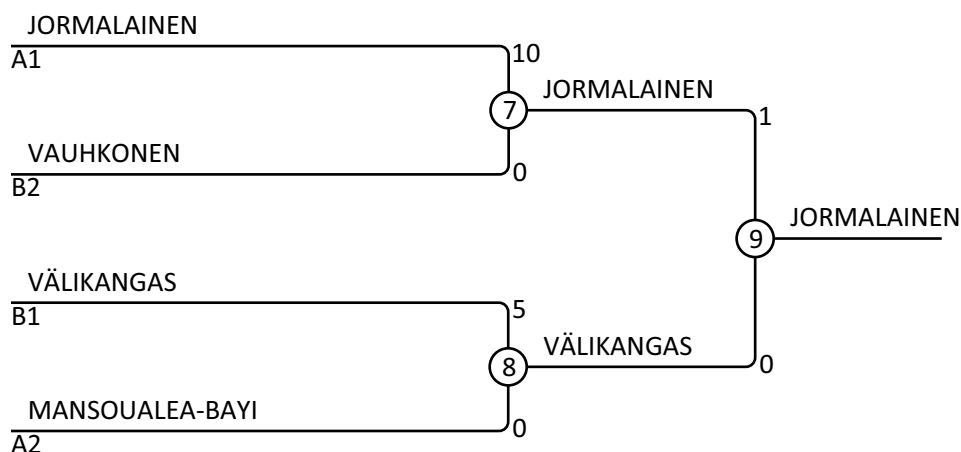 JORMALAINEN
A1
10
7
JORMALAINEN
1
VAUHKONEN
B2
0
9
JORMALAINEN
VÄLIKANGAS
B1
5
8
VÄLIKANGAS
0
MANSOUALEA-BAYI
A2
0